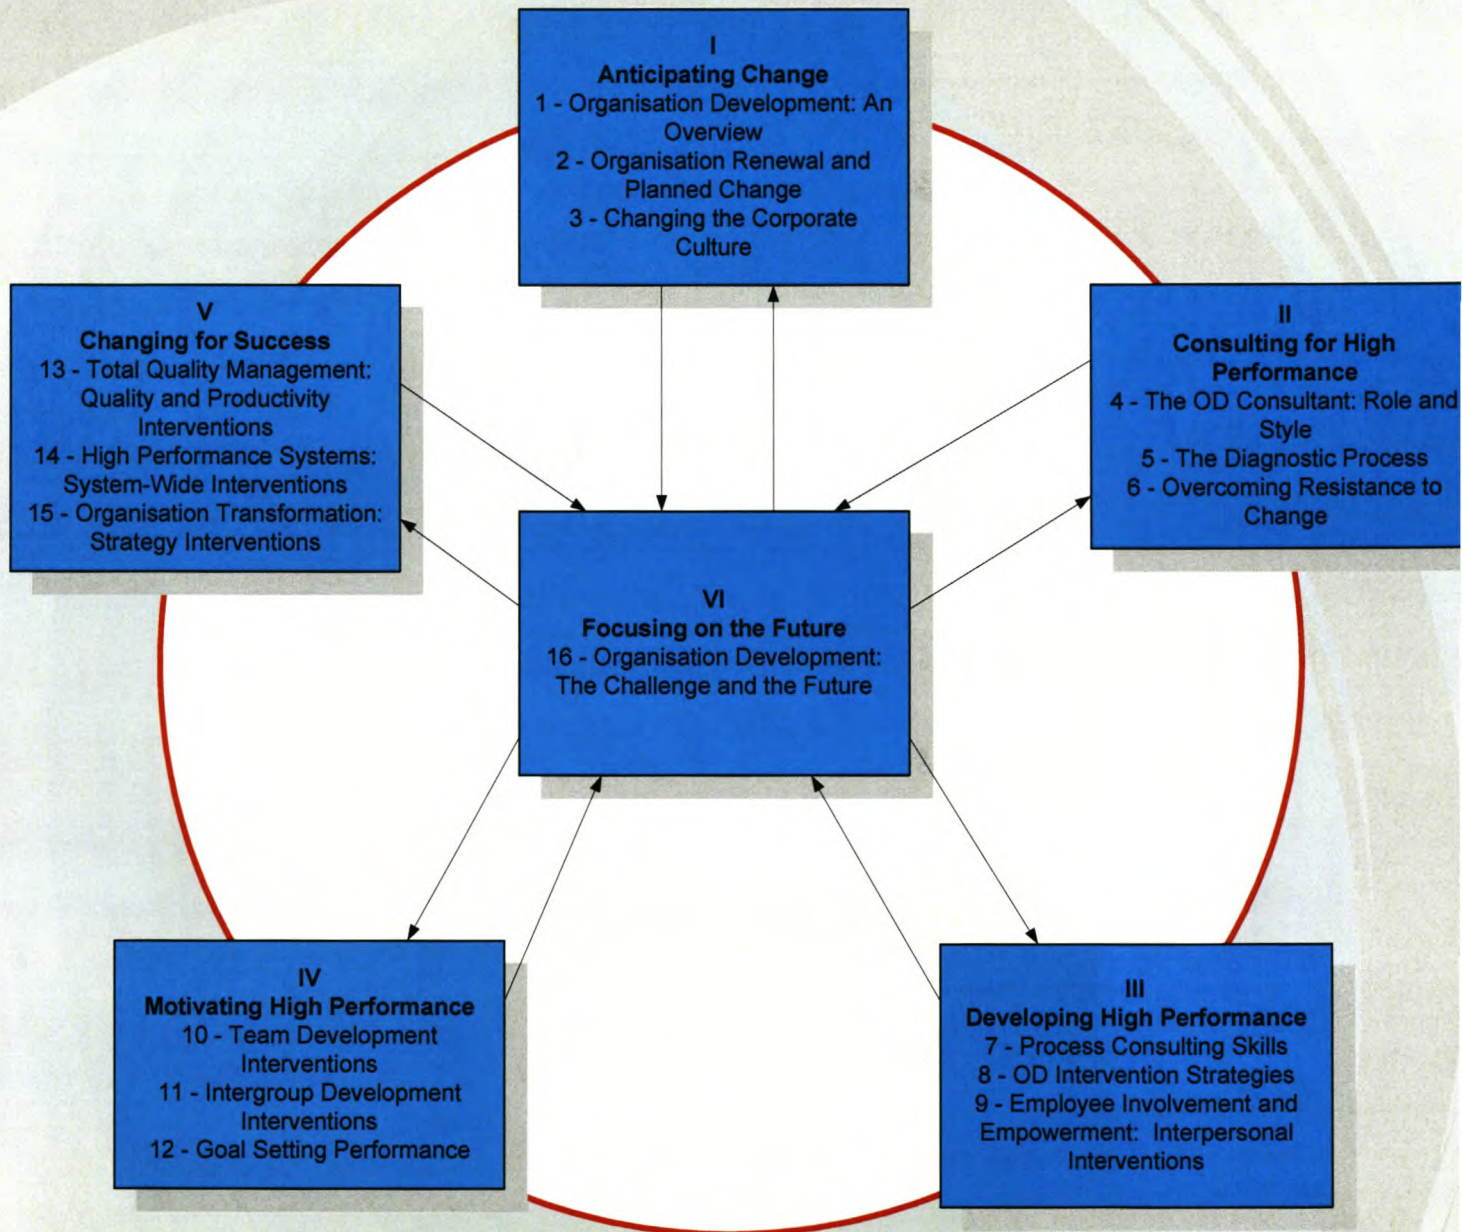 I
Anticipating Change
1 - Organisation Development: An
Overview
2 - Organisation Renewal and
Planned Change
3 - Changing the Corporate
Culture
V
Changing for Success
13 - Total Quality Management:
Quality and Productivity
Interventions
14 - High Performance Systems:
System-Wide Interventions
15 - Organisation Transformation:
Strategy Interventions
II
Consulting for High
Performance
4 - The OD Consultant: Role and
Style
5 - The Diagnostic Process
6 - Overcoming Resistance to
Change
VI
Focusing on the Future
16 - Organisation Development:
The Challenge and the Future
IV
Motivating High Performance
10 - Team Development
Interventions
11 - Intergroup Development
Interventions
12 - Goal Setting Performance
III
Developing High Performance
7 - Process Consulting Skills
8 - OD Intervention Strategies
9 - Employee Involvement and
Empowerment: Interpersonal
Interventions